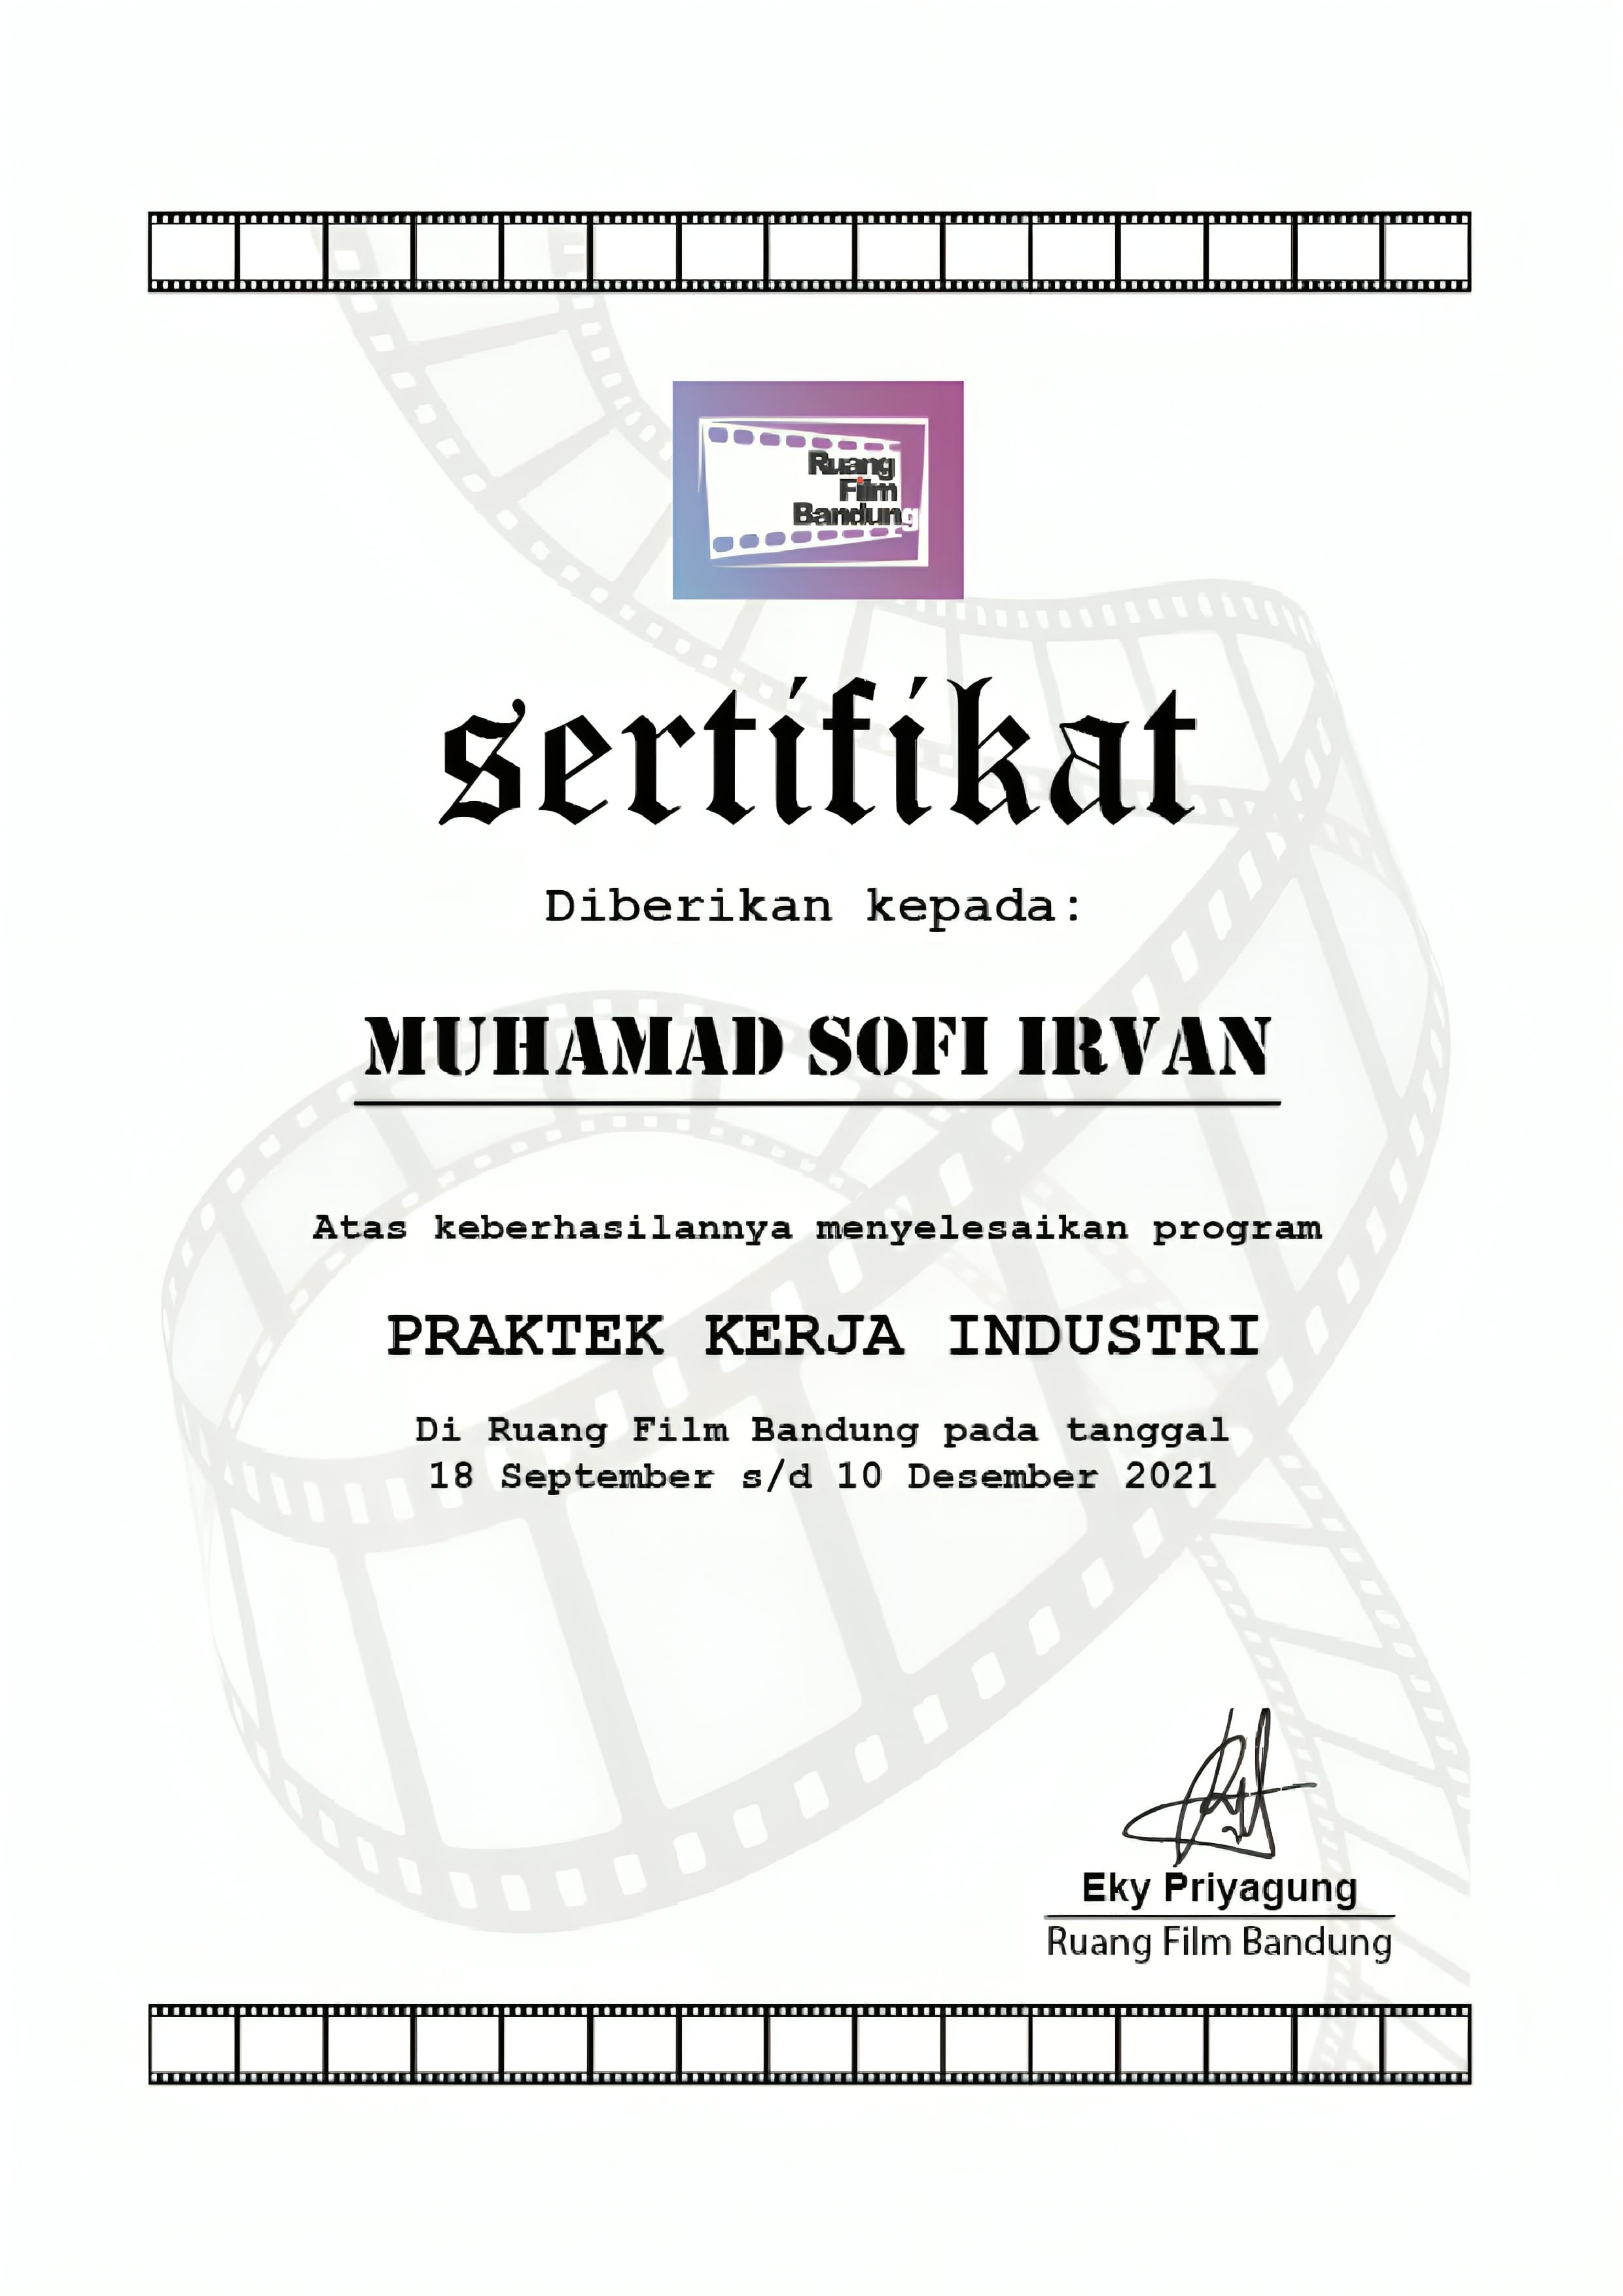 Ruang
Film
Bandung
sertifikat
Diberikan kepada:
MUHAMAD SOFI IRVAN
Atas keberhasilannya menyelesaikan program
PRAKTEK KERJA INDUSTRI
Di Ruang Film Bandung pada tanggal
18 September s/d 10 Desember 2021
Eky Priyagung
Ruang Film Bandung